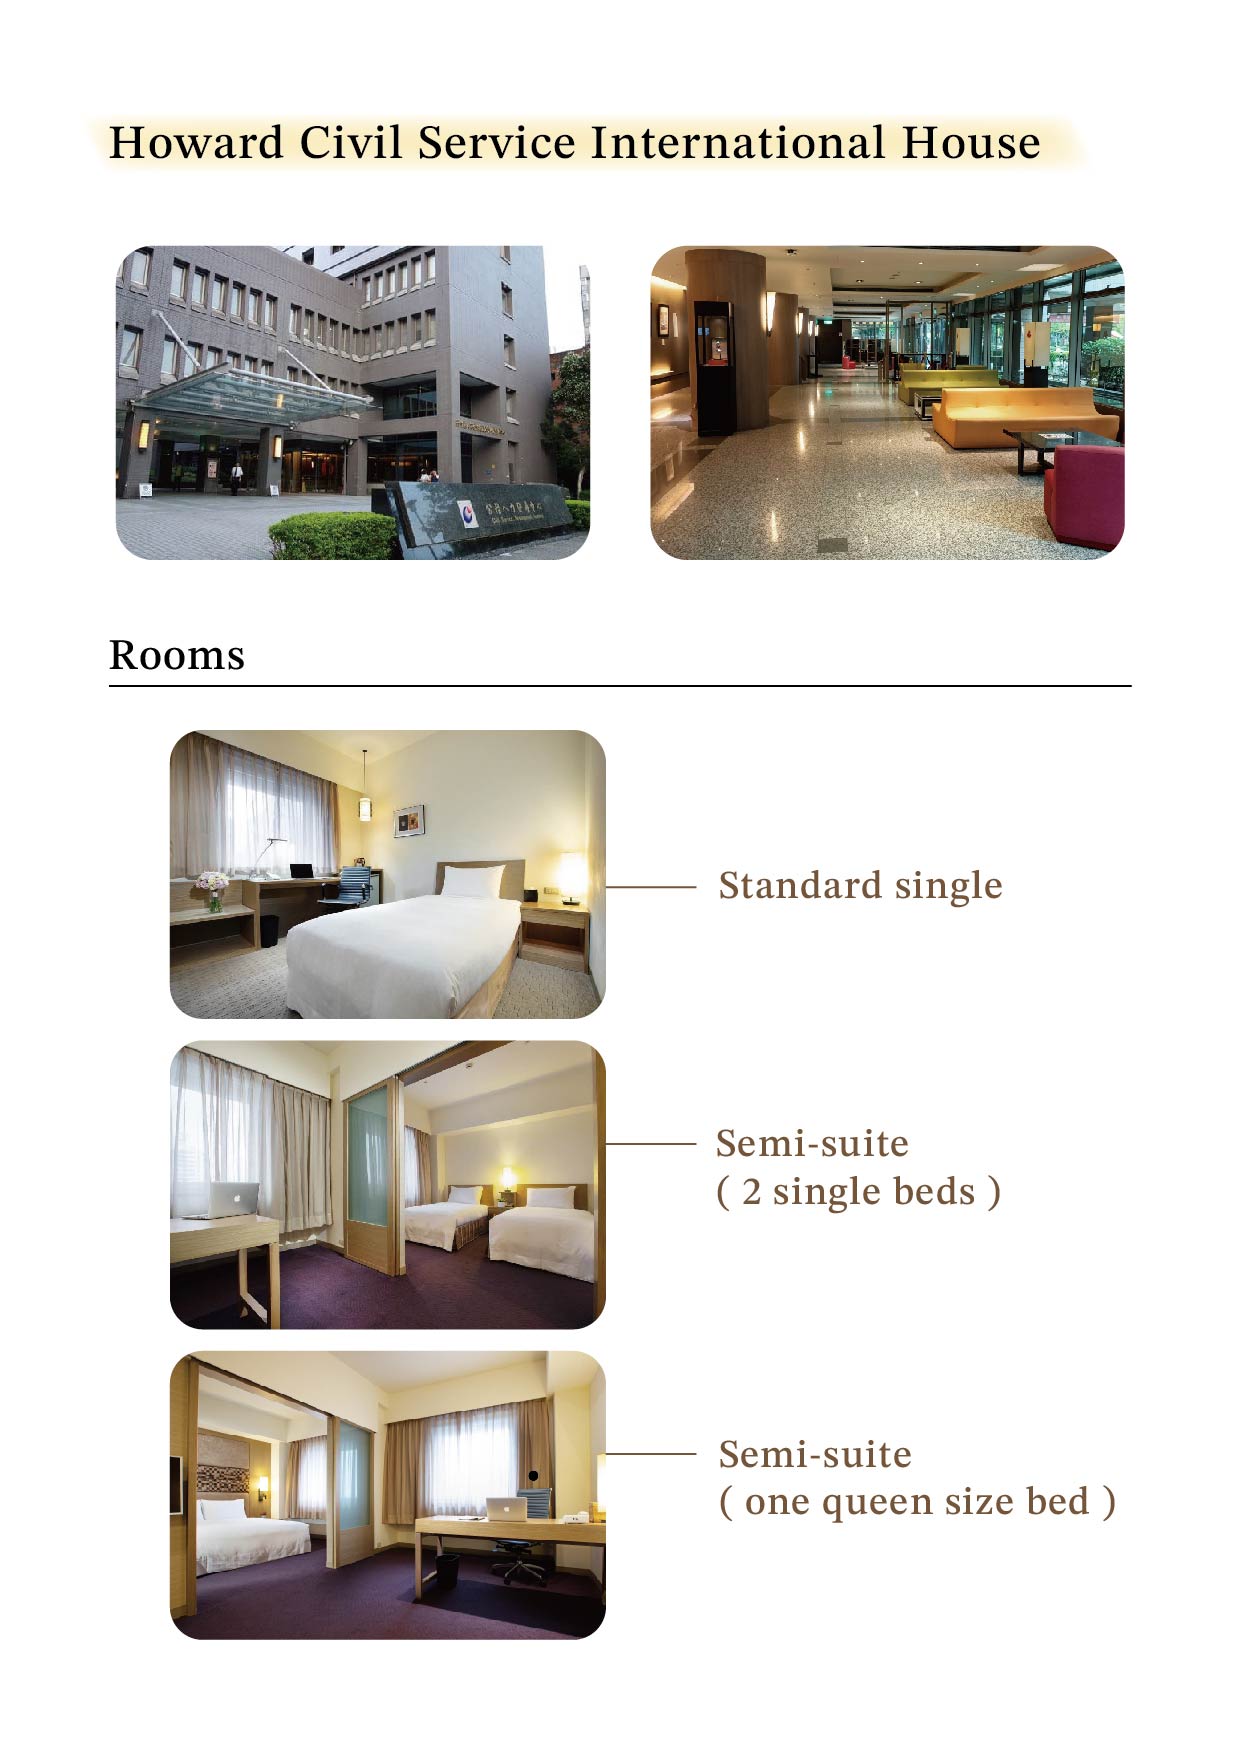 Howard Civil Service International House
Rooms
Standard single
Semi-suite
( 2 single beds )
Semi-suite
( one queen size bed )